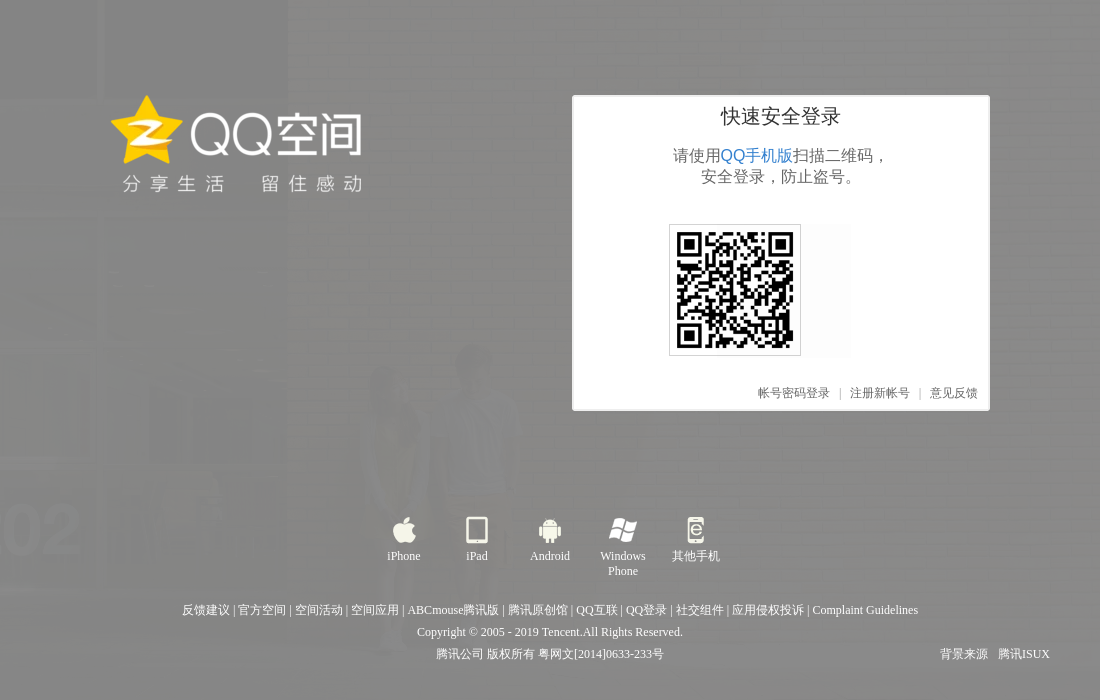 QQ空间
分享生活 留住感动
快速安全登录
请使用QQ手机版扫描二维码，
安全登录，防止盗号。
帐号密码登录 | 注册新帐号 | 意见反馈
02
iPhone
iPad
Android
Windows
Phone
其他手机
反馈建议 | 官方空间 | 空间活动 | 空间应用 | ABCmouse腾讯版 | 腾讯原创馆 | QQ互联 | QQ登录 | 社交组件 | 应用侵权投诉 | Complaint Guidelines
Copyright © 2005 - 2019 Tencent.All Rights Reserved.
腾讯公司 版权所有 粤网文[2014]0633-233号
背景来源 腾讯ISUX